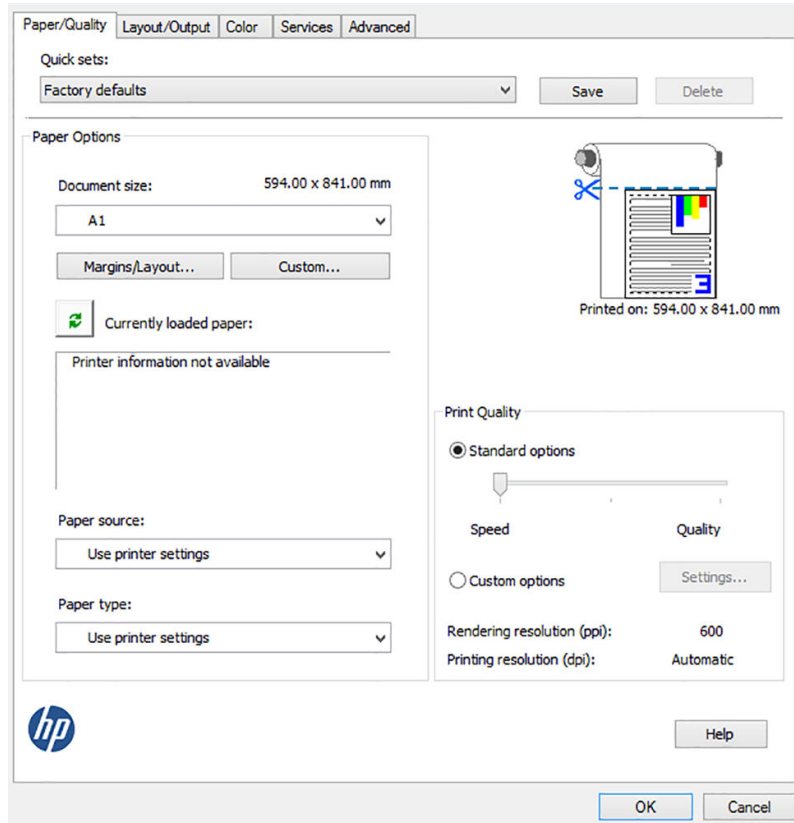 Paper/Quality Layout/Output Color Services Advanced
Quick sets:
Factory defaults Save Delete
Paper Options
Document size: 594.00 x 841.00 mm
A1
Margins/Layout... Custom...
Currently loaded paper:
Printer information not available
Paper source:
Use printer settings
Paper type:
Use printer settings
3
Printed on: 594.00 x 841.00 mm
Print Quality
Standard options
Speed Quality
Custom options Settings...
Rendering resolution (ppi): 600
Printing resolution (dpi): Automatic
hp
Help
OK Cancel